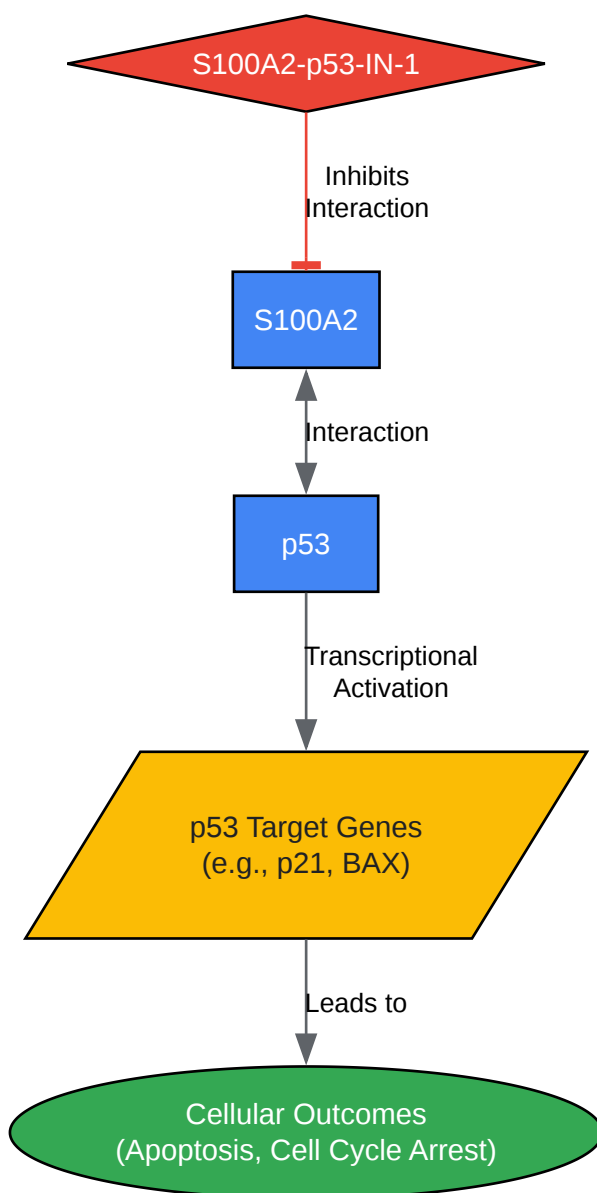 S100A2-p53-IN-1
Inhibits
Interaction
S100A2
Interaction
p53
Transcriptional
Activation
p53 Target Genes
(e.g., p21, BAX)
Leads to
Cellular Outcomes
(Apoptosis, Cell Cycle Arrest)